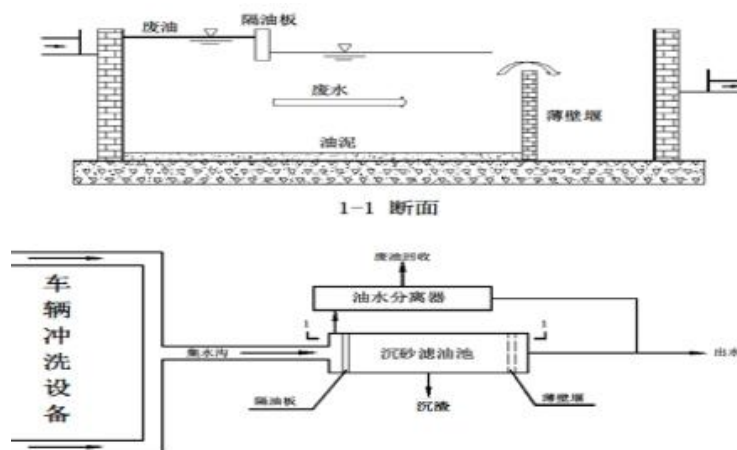 隔油板
废油
废水
薄壁堰
油泥
1-1 断面
废油回收
车辆冲洗设备
油水分离器
1
1
集水沟
沉砂滤油池
出水
隔油板
沉渣
薄壁堰